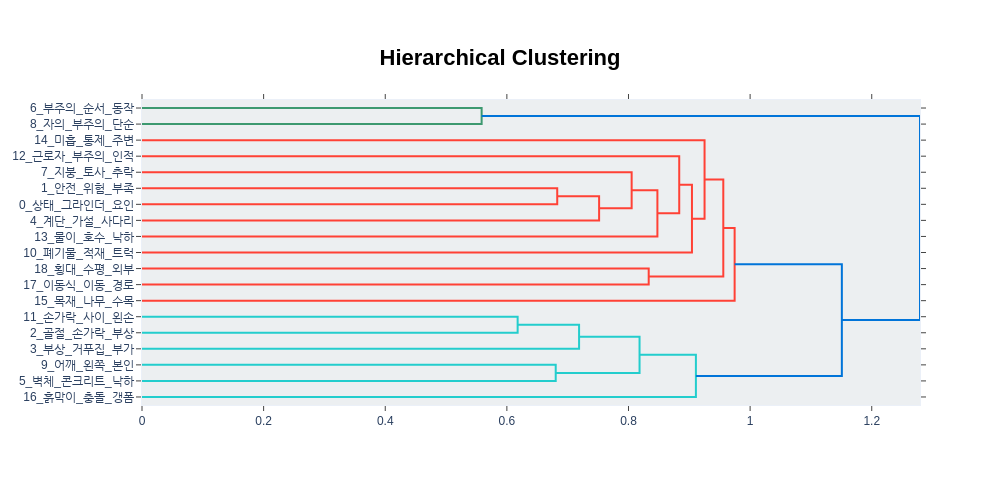 Hierarchical Clustering
6_부주의_순서_동작
8_자의_부주의_단순
14_미흡_통제_주변
12_근로자_부주의_인적
7_지붕_토사_추락
1_안전_위험_부족
0_상태_그라인더_요인
4_계단_가설_사다리
13_물이_호수_낙하
10_폐기물_적재_트럭
18_횡대_수평_외부
17_이동식_이동_경로
15_목재_나무_수목
11_손가락_사이_왼손
2_골절_손가락_부상
3_부상_거푸집_부가
9_어깨_왼쪽_본인
5_벽체_콘크리트_낙하
16_흙막이_충돌_갱폼
0 0.2 0.4 0.6 0.8 1 1.2